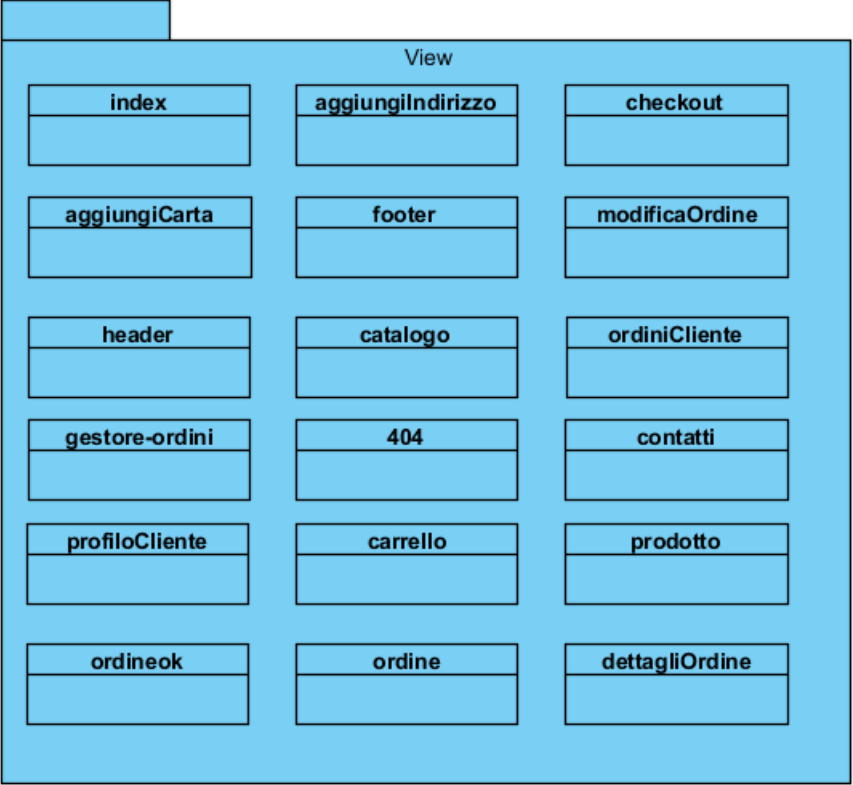 View
index
aggiungiIndirizzo
checkout
aggiungiCarta
footer
modificaOrdine
header
catalogo
ordiniCliente
gestore-ordini
404
contatti
profiloCliente
carrello
prodotto
ordineok
ordine
dettagliOrdine